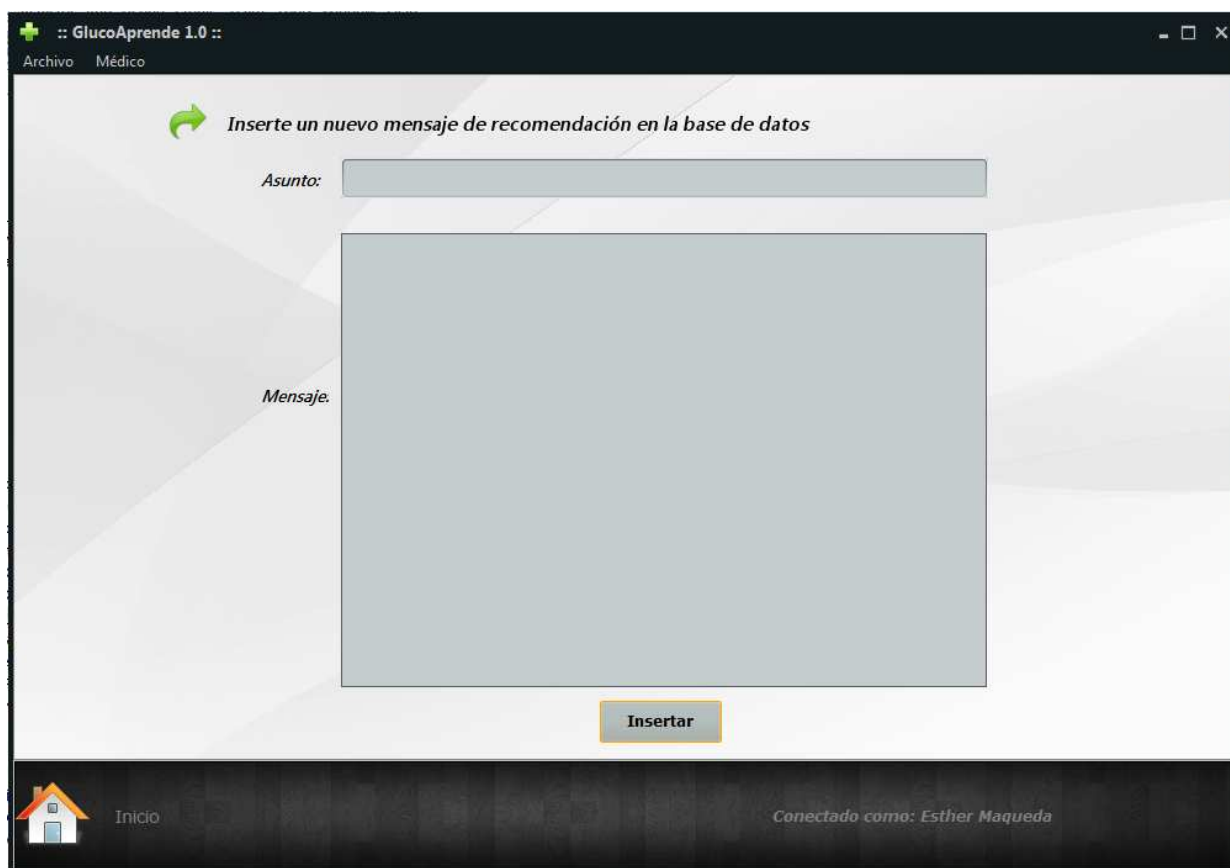 :: GlucoAprende 1.0 ::
Archivo Médico
Inserte un nuevo mensaje de recomendación en la base de datos
Asunto:
Mensaje.
Insertar
Inicio Conectado como: Esther Maqueda